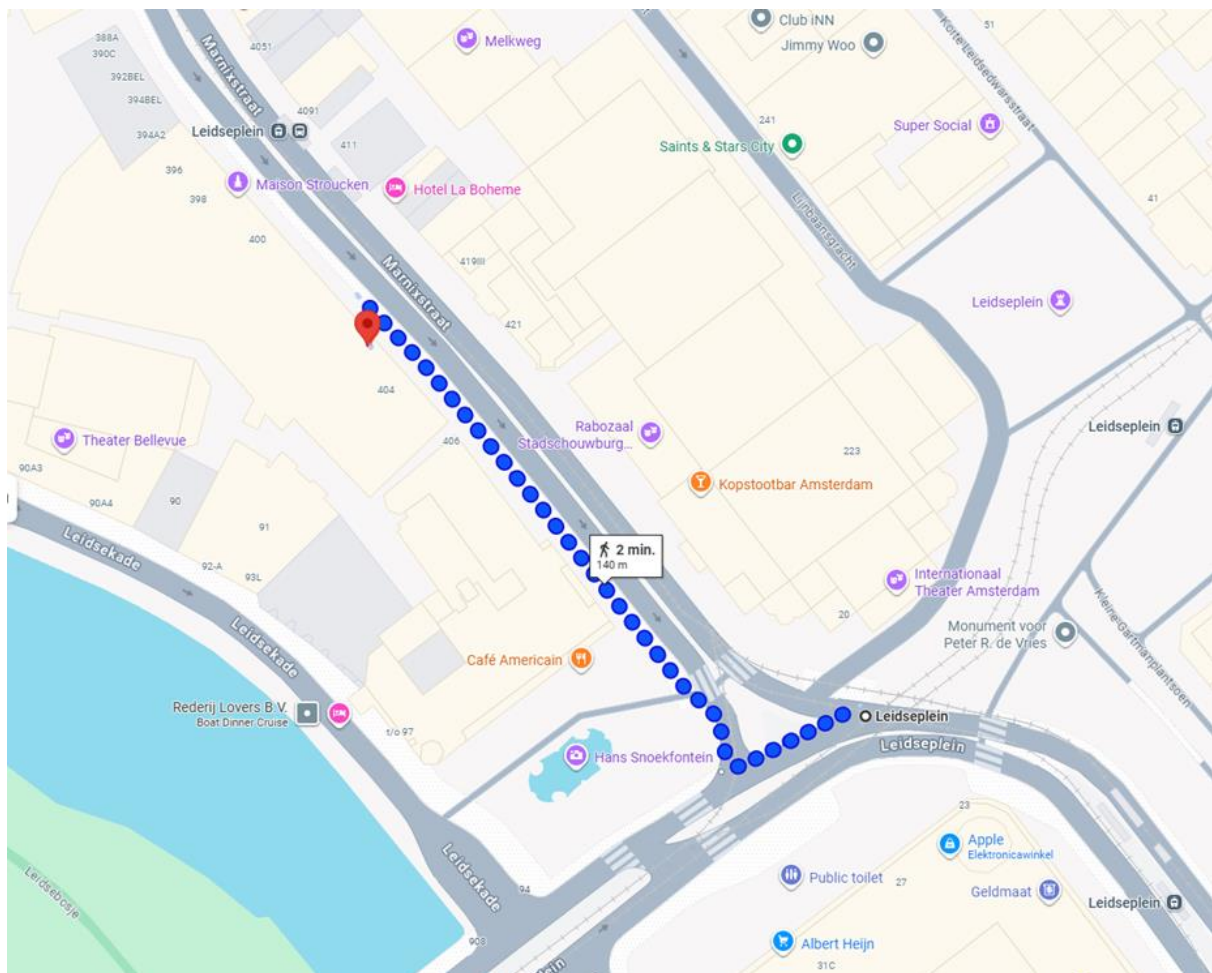 Club iNN
Jimmy Woo
51
Korte Leidsedwarsstraat
388A
390C
392BEL
394BEL
394A2
4051
Marnixstraat
Melkweg
4091
Leidseplein
411
241
Saints & Stars City
Super Social
396
398
Maison Stroucken
Hotel La Boheme
41
400
419III
Marnixstraat
Lijnbaansgracht
Leidseplein
421
404
Theater Bellevue
406
Rabozaal
Stadschouwburg...
Leidseplein
223
90A3
90A4
90
91
Kopstootbar Amsterdam
Leidsekade
92-A
93L
2 min.
140 m
Internationaal
Theater Amsterdam
20
Monument voor
Peter R. de Vries
Kleine-Gartmanplantsoen
Leidsekade
Café Americain
Rederij Lovers B.V.
Boat Dinner Cruise
t/o 97
Leidseplein
Leidseplein
Hans Snoekfontein
23
Apple
Elektronicawinkel
Leidsekade
94
Public toilet
27
Geldmaat
Leidseplein
Leidsebosje
908
Albert Heijn
31C